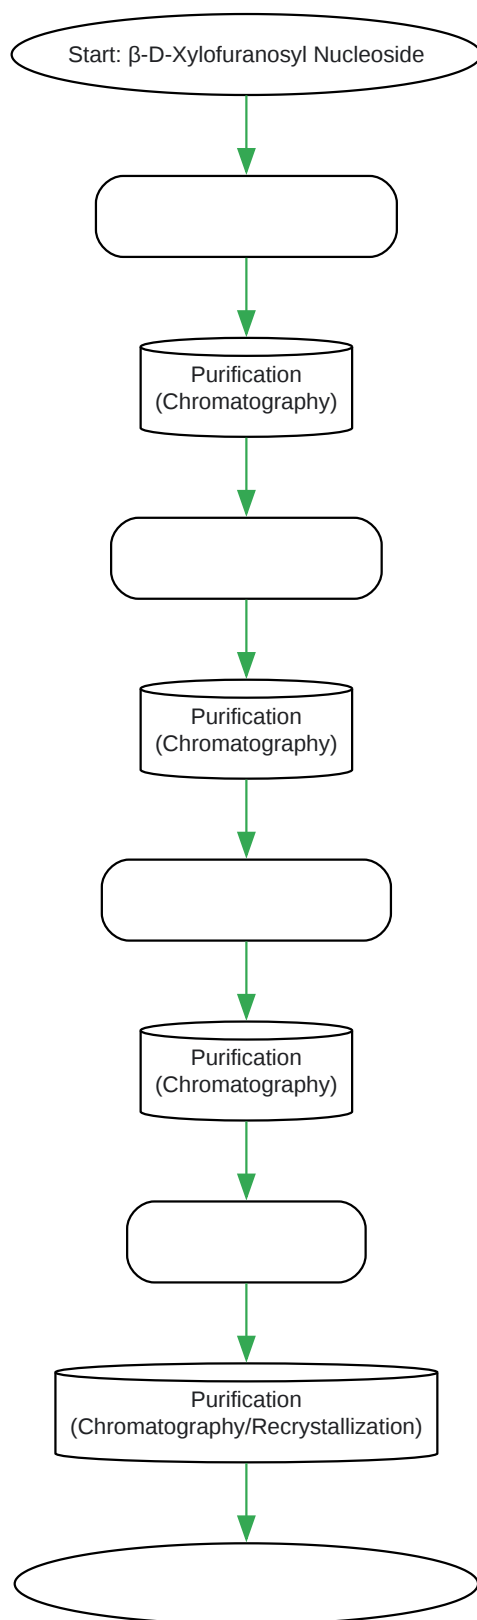 Start: β-D-Xylofuranosyl Nucleoside
Purification
(Chromatography)
Purification
(Chromatography)
Purification
(Chromatography)
Purification
(Chromatography/Recrystallization)